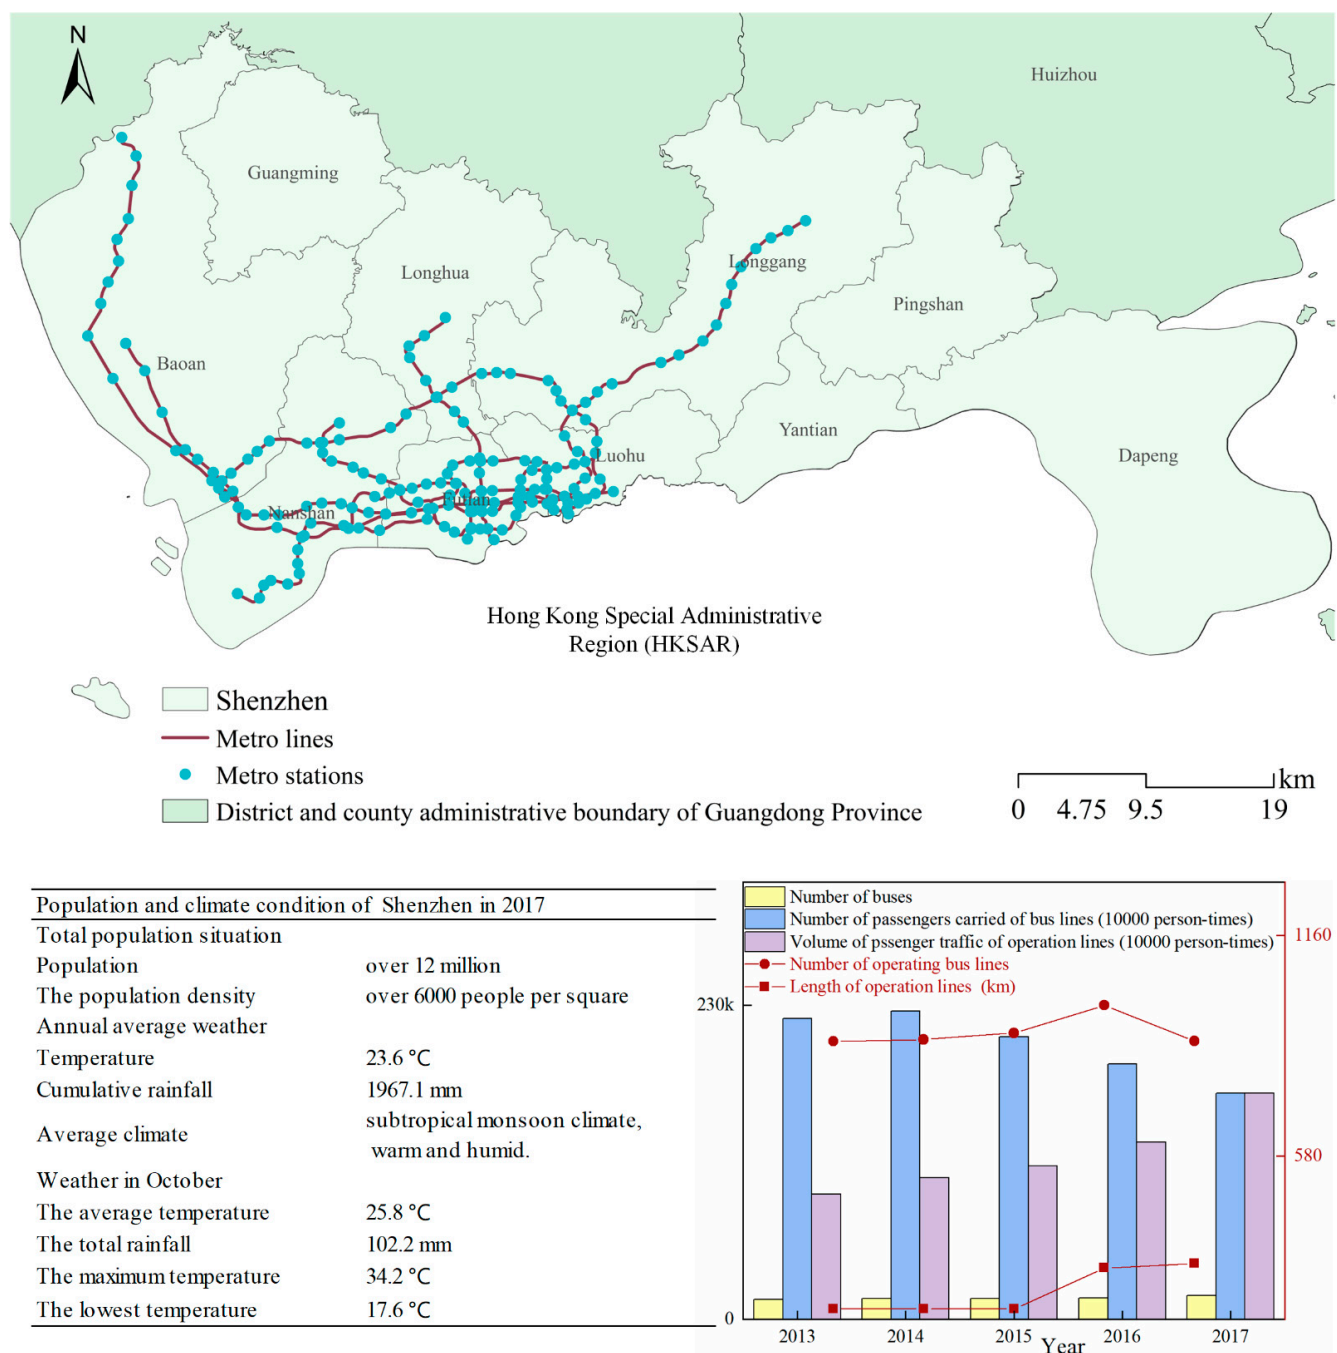 N
Huizhou
Guangming
Longhua
Longgang
Pingshan
Baoan
Yantian
Luohu
Dapeng
Futian
Nanshan
Hong Kong Special Administrative
Region (HKSAR)
Shenzhen
Metro lines
Metro stations
District and county administrative boundary of Guangdong Province
km
0 4.75 9.5 19
Population and climate condition of Shenzhen in 2017
Total population situation
Population over 12 million
The population density over 6000 people per square
Annual average weather
Temperature 23.6 ℃
Cumulative rainfall 1967.1 mm
Average climate subtropical monsoon climate,
warm and humid.
Weather in October
The average temperature 25.8 ℃
The total rainfall 102.2 mm
The maximum temperature 34.2 ℃
The lowest temperature 17.6 ℃
Number of buses
Number of passengers carried of bus lines (10000 person-times)
Volume of pssenger traffic of operation lines (10000 person-times)
Number of operating bus lines
Length of operation lines (km)
230k
0
1160
580
2013 2014 2015 2016 2017
Year